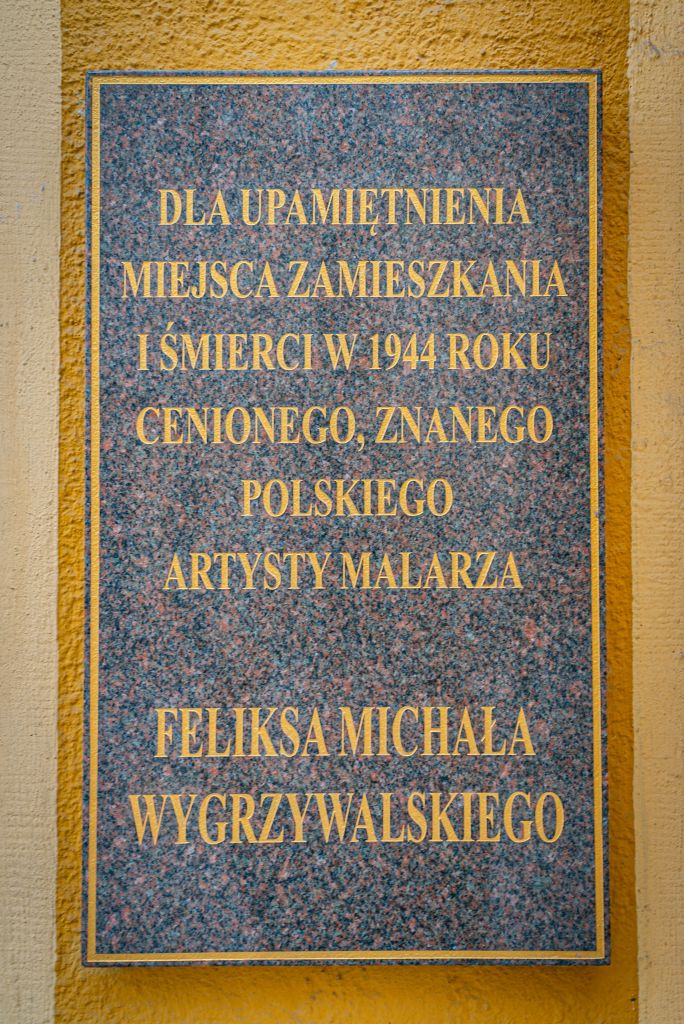 DLA UPAMIĘTNIENIA
MIEJSCA ZAMIESZKANIA
I ŚMIERCI W 1944 ROKU
CENIONEGO, ZNANEGO
POLSKIEGO
ARTYSTY MALARZA
FELIKSA MICHAŁA
WYGRZYWALSKIEGO